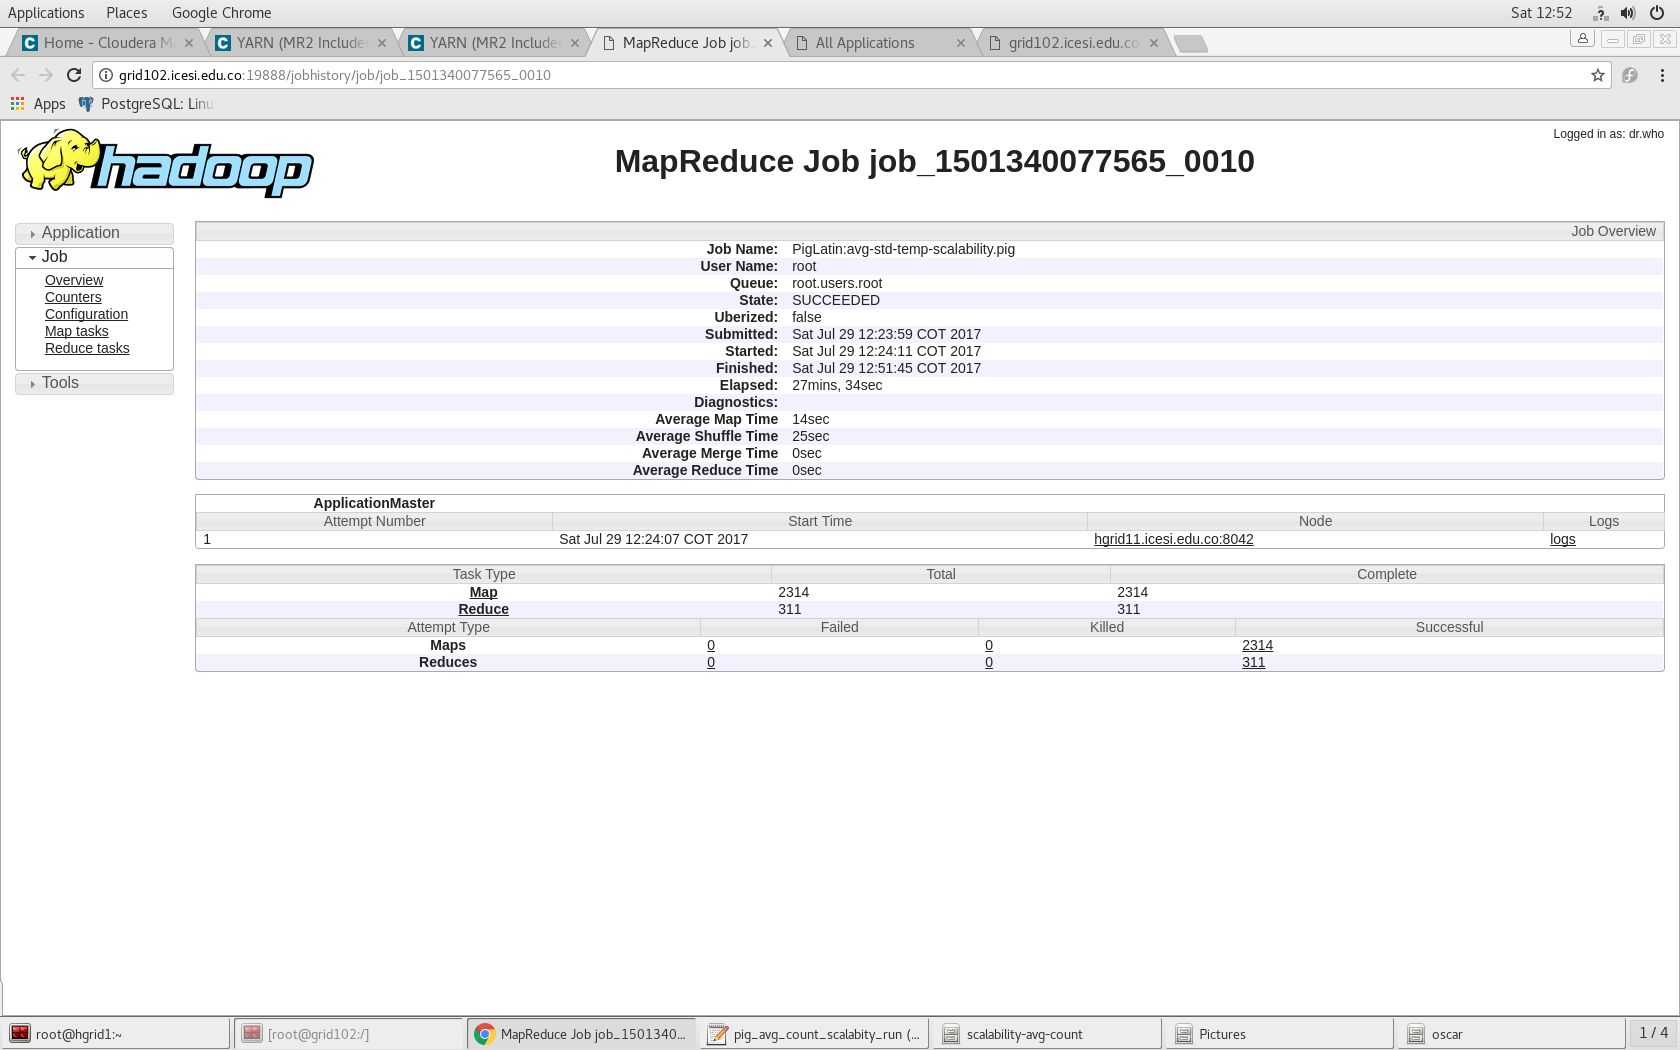 Applications Places Google Chrome Sat 12:52
Home - Cloudera M YARN (MR2 Include YARN (MR2 Include MapReduce Job job_ All Applications grid102.icesi.edu.co
grid102.icesi.edu.co:19888/jobhistory/job/job_1501340077565_0010
Apps PostgreSQL: Linu
Logged in as: dr.who
hadoop
MapReduce Job job_1501340077565_0010
Application
Job
Overview
Counters
Configuration
Map tasks
Reduce tasks
Tools
Job Overview
Job Name: PigLatin:avg-std-temp-scalability.pig
User Name: root
Queue: root.users.root
State: SUCCEEDED
Uberized: false
Submitted: Sat Jul 29 12:23:59 COT 2017
Started: Sat Jul 29 12:24:11 COT 2017
Finished: Sat Jul 29 12:51:45 COT 2017
Elapsed: 27mins, 34sec
Diagnostics:
Average Map Time 14sec
Average Shuffle Time 25sec
Average Merge Time 0sec
Average Reduce Time 0sec
ApplicationMaster
Attempt Number Start Time Node Logs
1 Sat Jul 29 12:24:07 COT 2017 hgrid11.icesi.edu.co:8042 logs
Task Type Total Complete
Map 2314 2314
Reduce 311 311
Attempt Type Failed Killed Successful
Maps 0 0 2314
Reduces 0 0 311
root@hgrid1:~ [root@grid102:/] MapReduce Job job_1501340... pig_avg_count_scalabity_run (... scalability-avg-count Pictures oscar 1 / 4